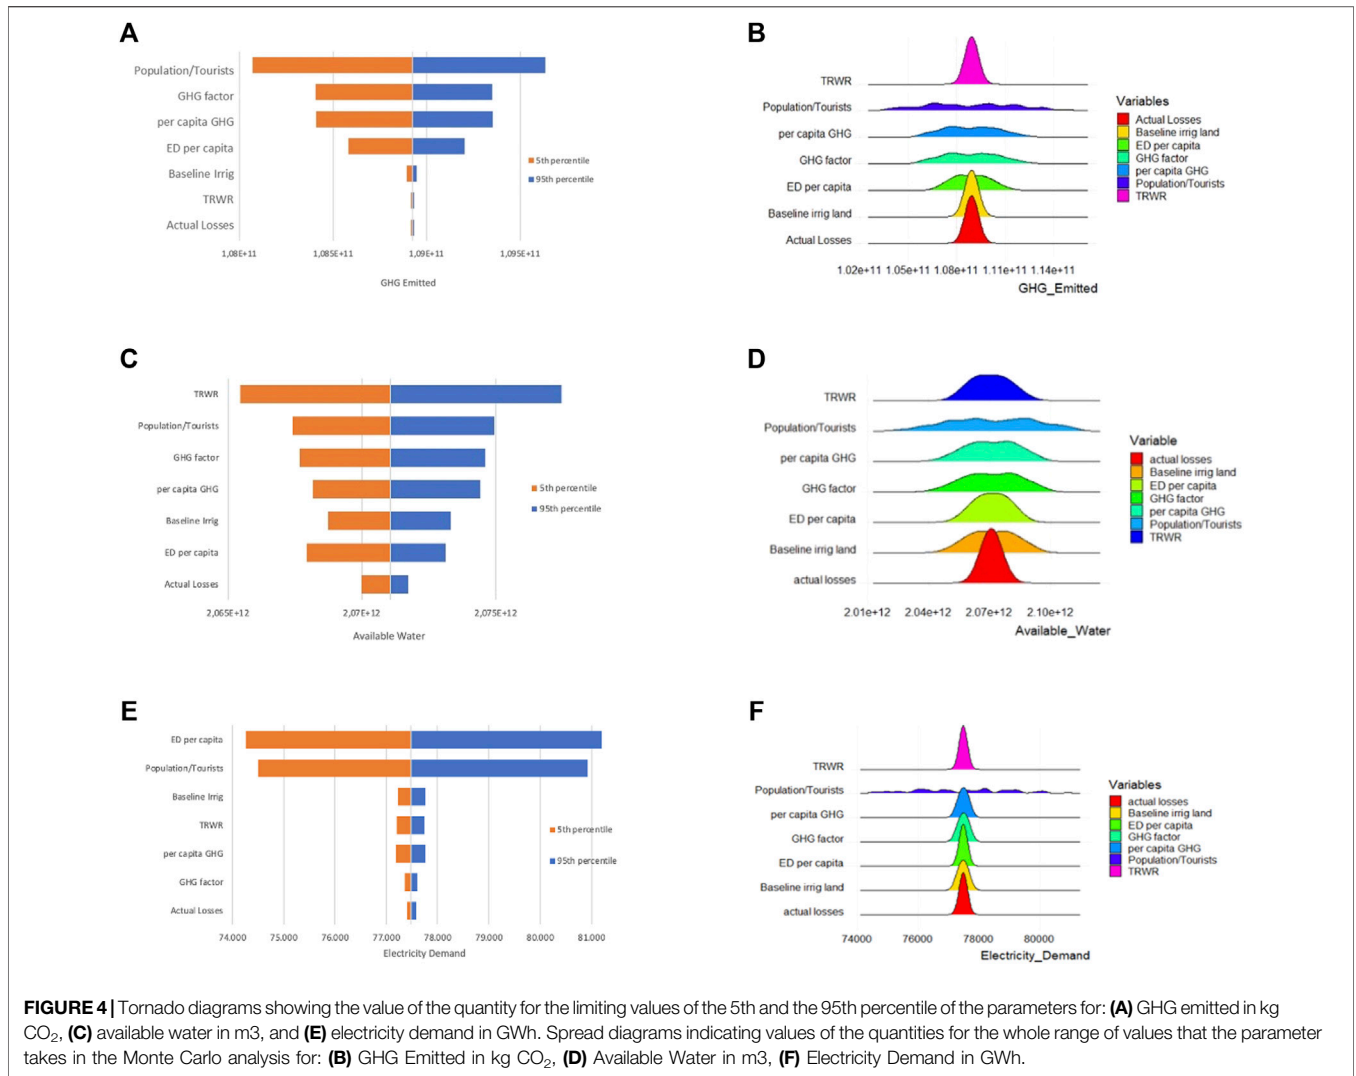 A
Population/Tourists
GHG factor
per capita GHG
ED per capita
Baseline Irrig
TRWR
Actual Losses
5th percentile
95th percentile
1,08E+11 1,085E+11 1,09E+11 1,095E+11
GHG Emitted
B
TRWR
Population/Tourists
per capita GHG
GHG factor
ED per capita
Baseline irrig land
Actual Losses
1.02e+11 1.05e+11 1.08e+11 1.11e+11 1.14e+11
GHG_Emitted
Variables
Actual Losses
Baseline irrig land
ED per capita
GHG factor
per capita GHG
Population/Tourists
TRWR
C
TRWR
Population/Tourists
GHG factor
per capita GHG
Baseline Irrig
ED per capita
Actual Losses
5th percentile
95th percentile
2,065E+12 2,07E+12 2,075E+12
Available Water
D
TRWR
Population/Tourists
per capita GHG
GHG factor
ED per capita
Baseline irrig land
actual losses
2.01e+12 2.04e+12 2.07e+12 2.10e+12
Available_Water
Variable
actual losses
Baseline irrig land
ED per capita
GHG factor
per capita GHG
Population/Tourists
TRWR
E
ED per capita
Population/Tourists
Baseline Irrig
TRWR
per capita GHG
GHG factor
Actual Losses
5th percentile
95th percentile
74.000 75.000 76.000 77.000 78.000 79.000 80.000 81.000
Electricity Demand
F
TRWR
Population/Tourists
per capita GHG
GHG factor
ED per capita
Baseline irrig land
actual losses
74000 76000 78000 80000
Electricity_Demand
Variables
actual losses
Baseline irrig land
ED per capita
GHG factor
per capita GHG
Population/Tourists
TRWR
FIGURE 4 | Tornado diagrams showing the value of the quantity for the limiting values of the 5th and the 95th percentile of the parameters for: (A) GHG emitted in kg
CO₂, (C) available water in m3, and (E) electricity demand in GWh. Spread diagrams indicating values of the quantities for the whole range of values that the parameter
takes in the Monte Carlo analysis for: (B) GHG Emitted in kg CO₂, (D) Available Water in m3, (F) Electricity Demand in GWh.